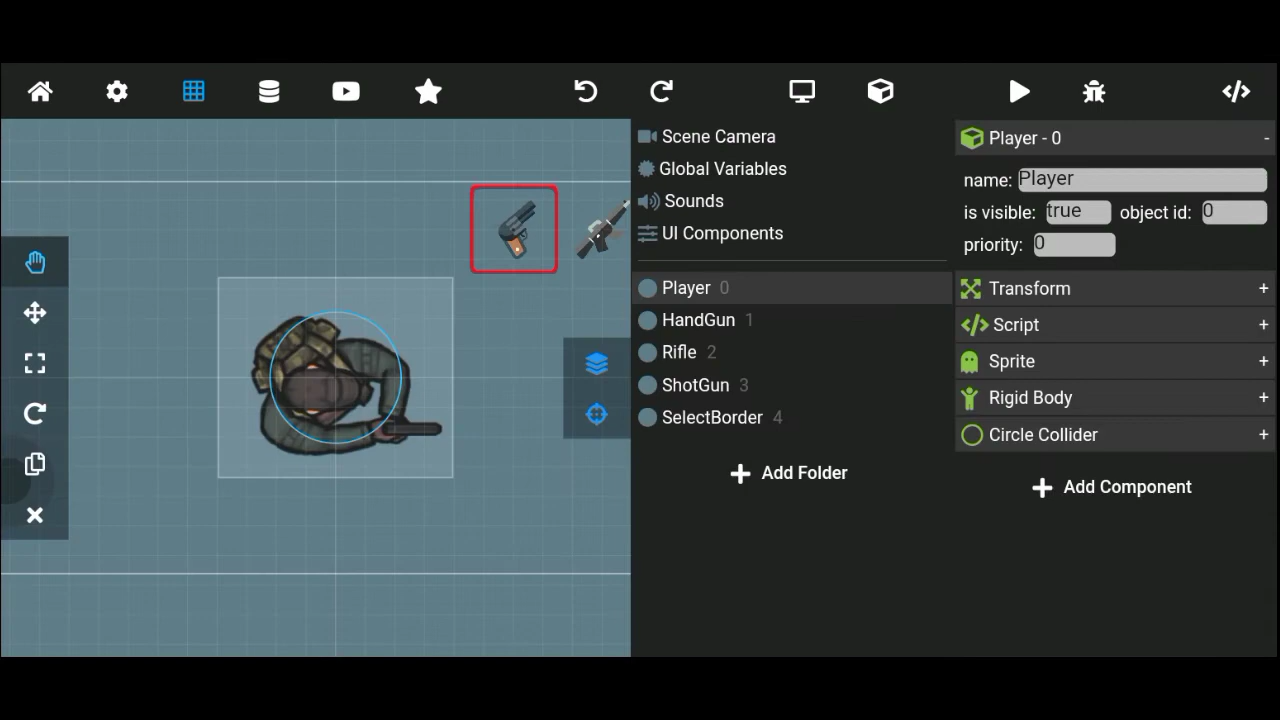 Scene Camera
Global Variables
Sounds
UI Components
Player 0
HandGun 1
Rifle 2
ShotGun 3
SelectBorder 4
+ Add Folder
Player - 0 -
name: Player
is visible: true object id: 0
priority: 0
Transform +
</> Script +
Sprite +
Rigid Body +
Circle Collider +
+ Add Component